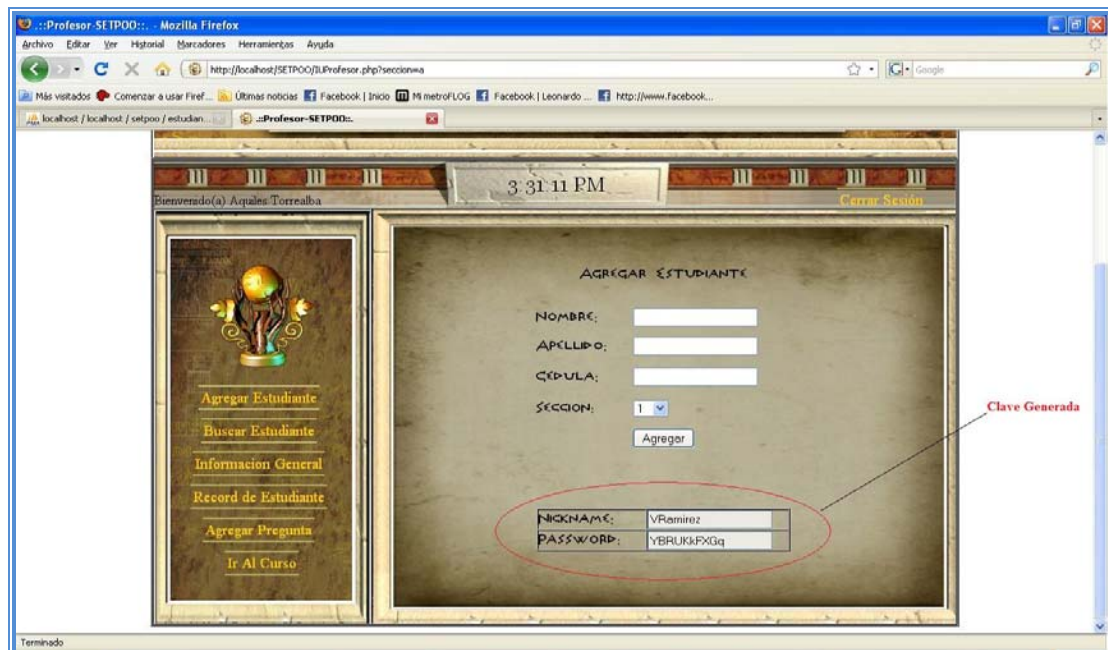 .::Profesor-SETPOO::. - Mozilla Firefox
Archivo Editar Ver Historial Marcadores Herramientas Ayuda
http://localhost/SETPOO/IUProfesor.php?seccion=a
Google
Más visitados Comenzar a usar Firef... Últimas noticias Facebook | Inicio Mi metroFLOG Facebook | Leonardo ... http://www.facebook...
localhost / localhost / setpoo / estudian... .::Profesor-SETPOO::.
3:31:11 PM
Bienvenido(a) Aquiles Torrealba
Cerrar Sesión
Agregar Estudiante
Nombre:
Apellido:
Cédula:
Seccion: 1
Agregar
Clave Generada
Nickname: VRamirez
Password: YBRUKkFXGq
Agregar Estudiante
Buscar Estudiante
Informacion General
Record de Estudiante
Agregar Pregunta
Ir Al Curso
Terminado